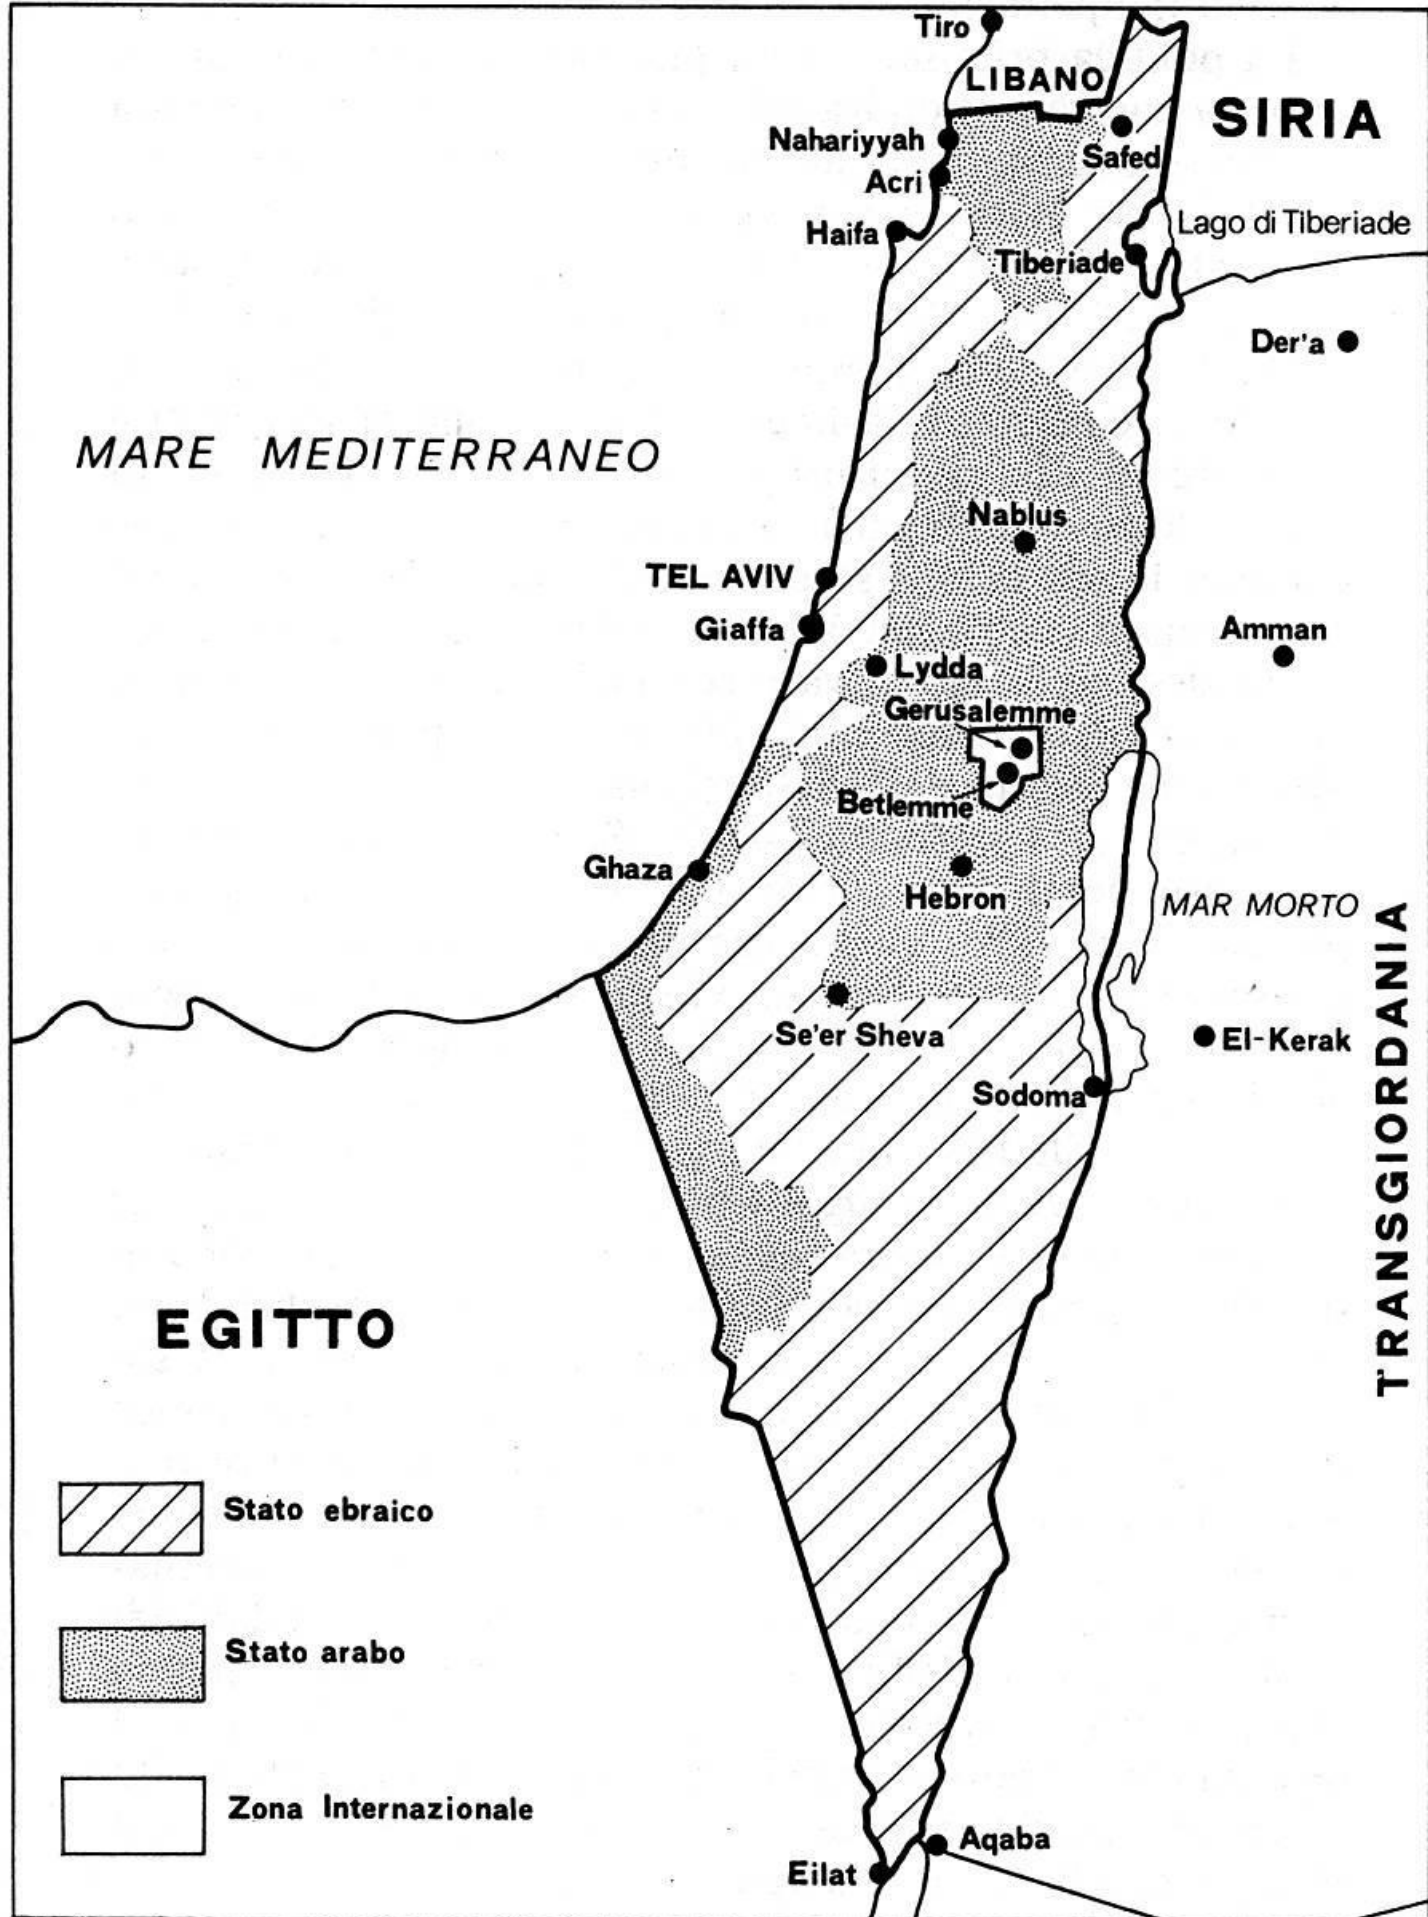 Tiro
LIBANO
SIRIA
Nahariyyah
Safed
Acri
Lago di Tiberiade
Haifa
Tiberiade
Der'a
MARE MEDITERRANEO
Nablus
TEL AVIV
Giaffa
Amman
Lydda
Gerusalemme
Betlemme
Ghaza
Hebron
MAR MORTO
TRANSGIORDANIA
Se'er Sheva
El-Kerak
Sodoma
EGITTO
Stato ebraico
Stato arabo
Zona Internazionale
Aqaba
Eilat